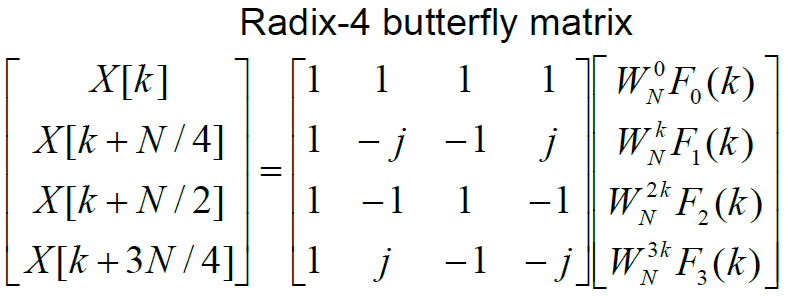 Radix-4 butterfly matrix
[ X[k] ] [ 1 1 1 1 ] [ W_N^0 F_0(k) ]
[ X[k + N / 4] ] [ 1 − j −1 j ] [ W_N^k F_1(k) ]
[ X[k + N / 2] ] = [ 1 −1 1 −1 ] [ W_N^{2k} F_2(k) ]
[ X[k + 3N / 4] ] [ 1 j −1 − j ] [ W_N^{3k} F_3(k) ]